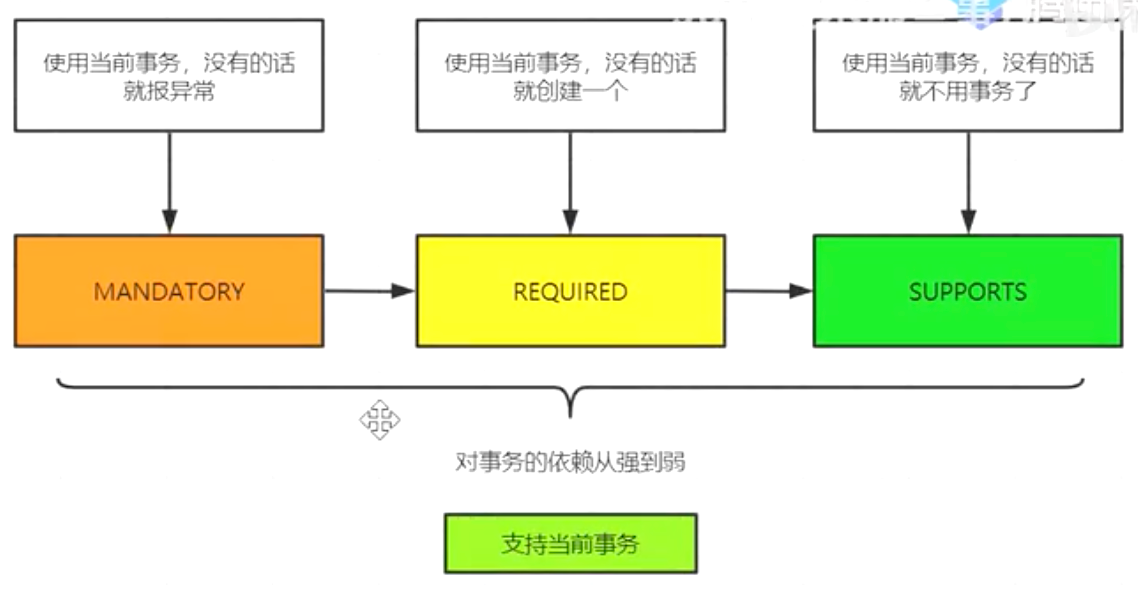 使用当前事务，没有的话
就报异常
使用当前事务，没有的话
就创建一个
使用当前事务，没有的话
就不用事务了
MANDATORY
REQUIRED
SUPPORTS
对事务的依赖从强到弱
支持当前事务